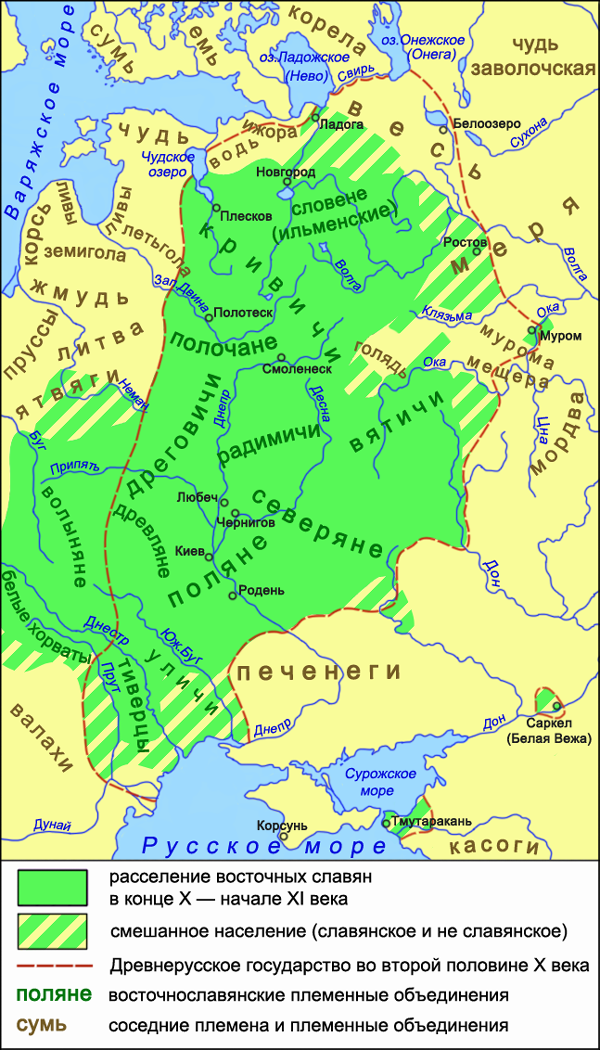 Варяжское море
сумь
емь
корела
оз.Ладожское
(Нево)
оз.Онежское
(Онега)
Свирь
чудь
заволочская
Ладога
весь
Белоозеро
Сухона
чудь
ижора
водь
Чудское
озеро
Новгород
Плесков
словене
(ильменские)
кривичи
Ростов
меря
Волга
Волга
корсь
ливы
ливы
летьгола
земигола
Зап.Двина
жмудь
литва
пруссы
ятвяги
Неман
Полотеск
полочане
Смоленеск
голядь
Клязьма
Ока
Муром
мурома
мещера
Ока
мордва
Цна
дреговичи
Днепр
Десна
радимичи
вятичи
Буг
Припять
волыняне
древляне
Любеч
Чернигов
северяне
Киев
поляне
Родень
Дон
белые хорваты
Днестр
Прут
тиверцы
Юж.Буг
уличи
печенеги
Днепр
Дон
Саркел
(Белая Вежа)
валахи
Дунай
Сурожское
море
Корсунь
Тмутаракань
Русское море
касоги
расселение восточных славян
в конце X — начале XI века
смешанное население (славянское и не славянское)
Древнерусское государство во второй половине X века
поляне восточнославянские племенные объединения
сумь соседние племена и племенные объединения